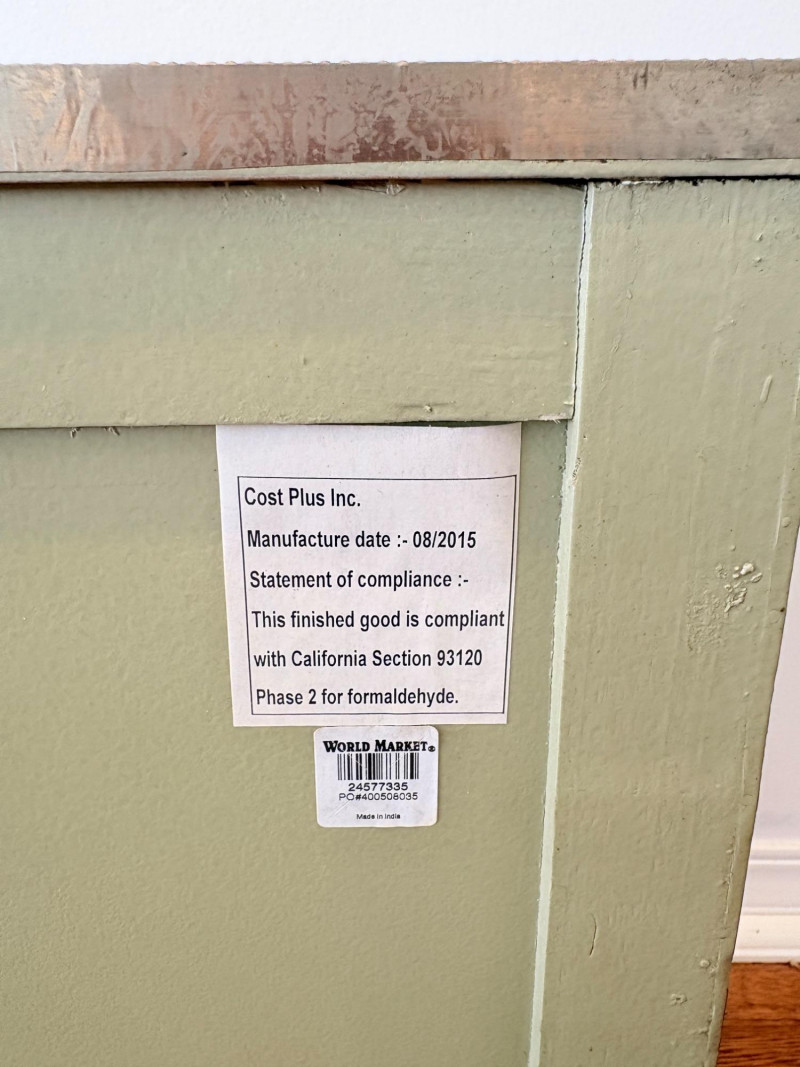 Cost Plus Inc.
Manufacture date :- 08/2015
Statement of compliance :-
This finished good is compliant
with California Section 93120
Phase 2 for formaldehyde.
WORLD MARKET®
24577335
PO#400508035
Made in India